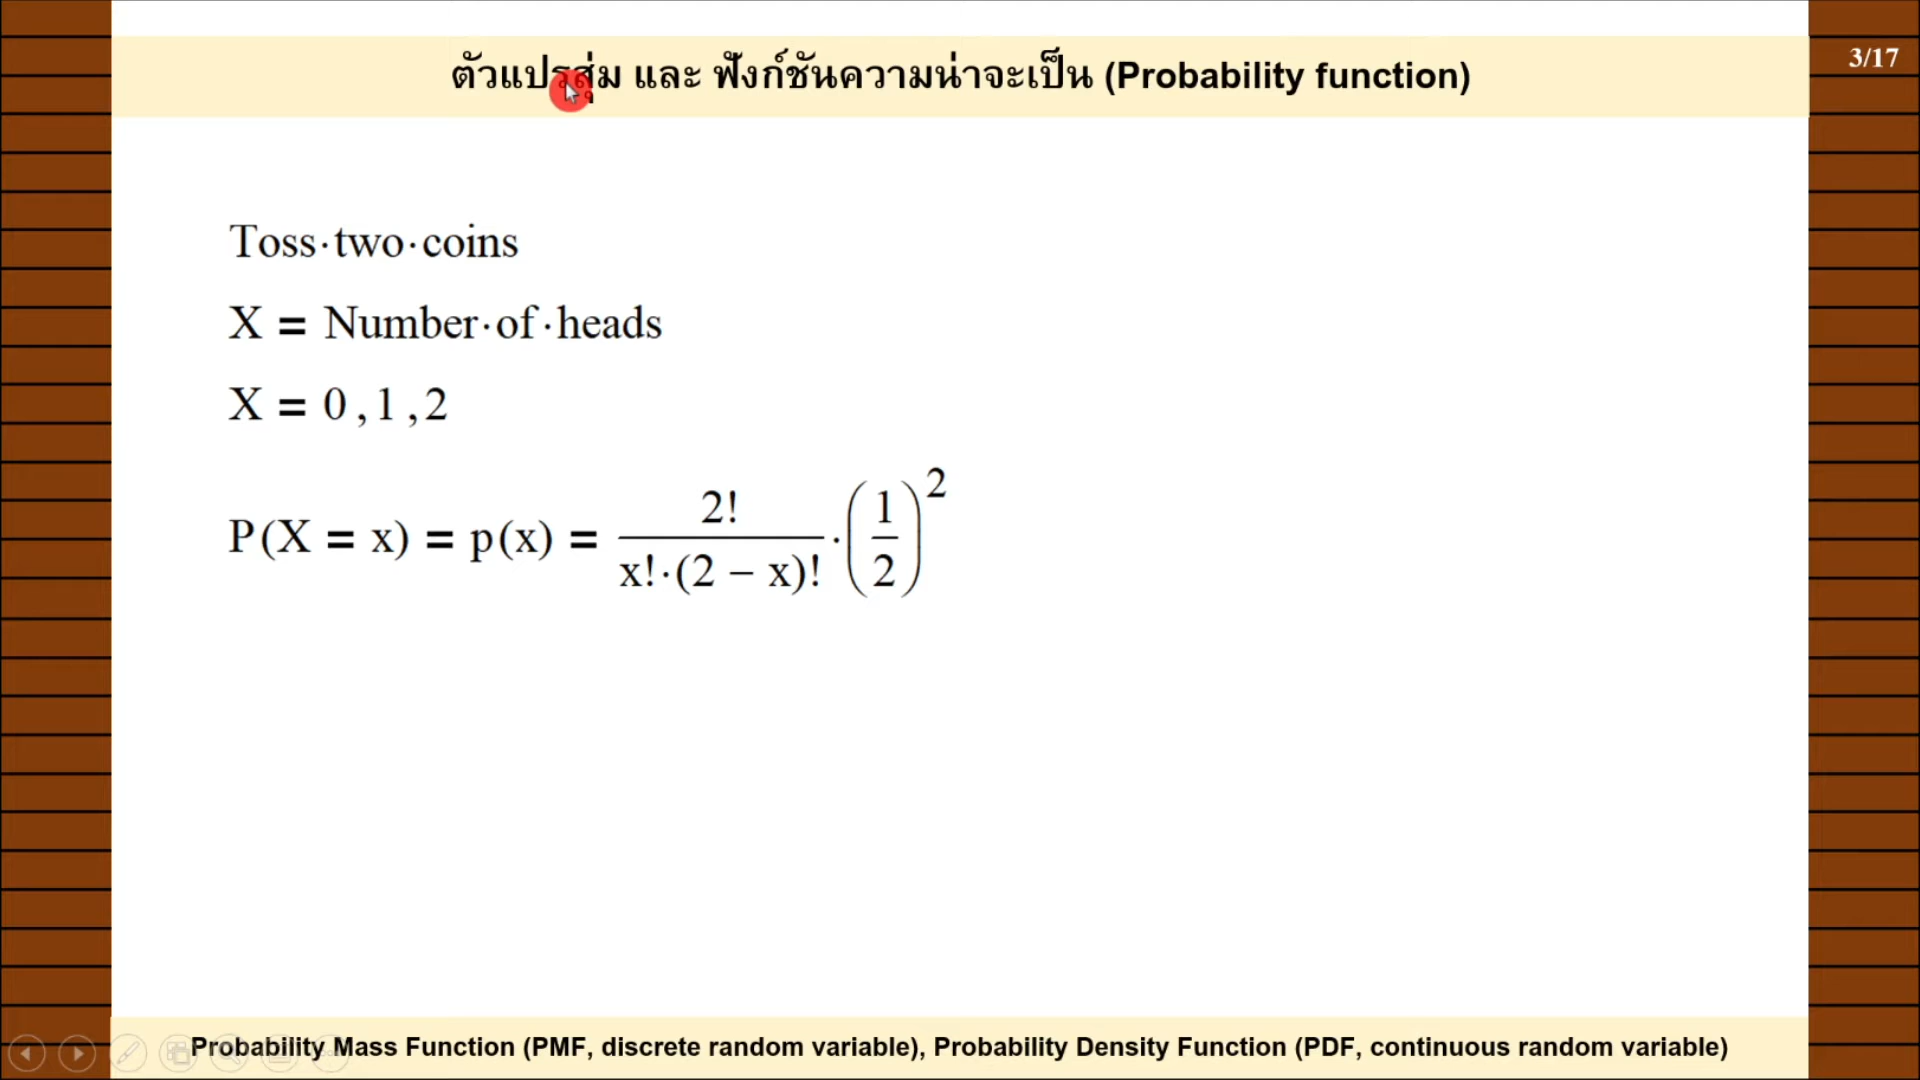 ตัวแปรสุ่ม และ ฟังก์ชันความน่าจะเป็น (Probability function)
3/17
Toss·two·coins
X = Number·of·heads
X = 0 , 1 , 2
P(X = x) = p(x) = 2! / x!·(2 − x)! · (1/2)^2
Probability Mass Function (PMF, discrete random variable), Probability Density Function (PDF, continuous random variable)